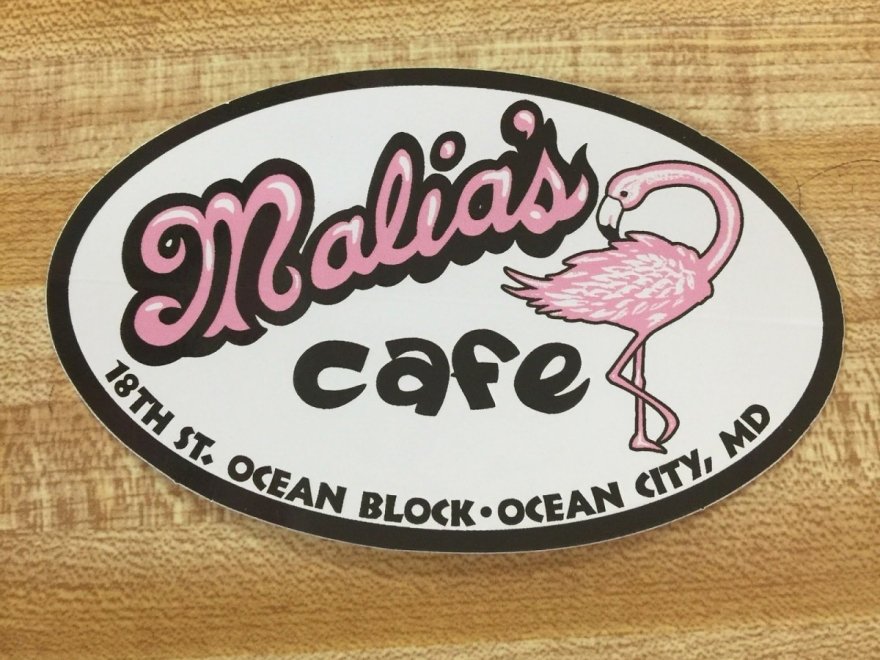 Malia's
cafe
18TH ST. OCEAN BLOCK • OCEAN CITY, MD